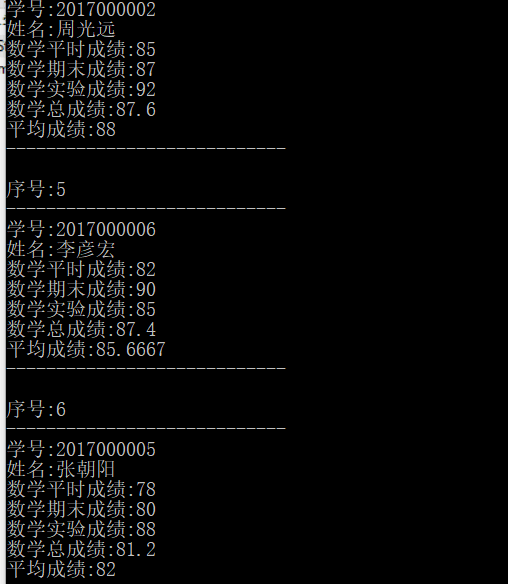 学号:2017000002
姓名:周光远
数学平时成绩:85
数学期末成绩:87
数学实验成绩:92
数学总成绩:87.6
平均成绩:88
----------------------------
序号:5
----------------------------
学号:2017000006
姓名:李彦宏
数学平时成绩:82
数学期末成绩:90
数学实验成绩:85
数学总成绩:87.4
平均成绩:85.6667
----------------------------
序号:6
----------------------------
学号:2017000005
姓名:张朝阳
数学平时成绩:78
数学期末成绩:80
数学实验成绩:88
数学总成绩:81.2
平均成绩:82